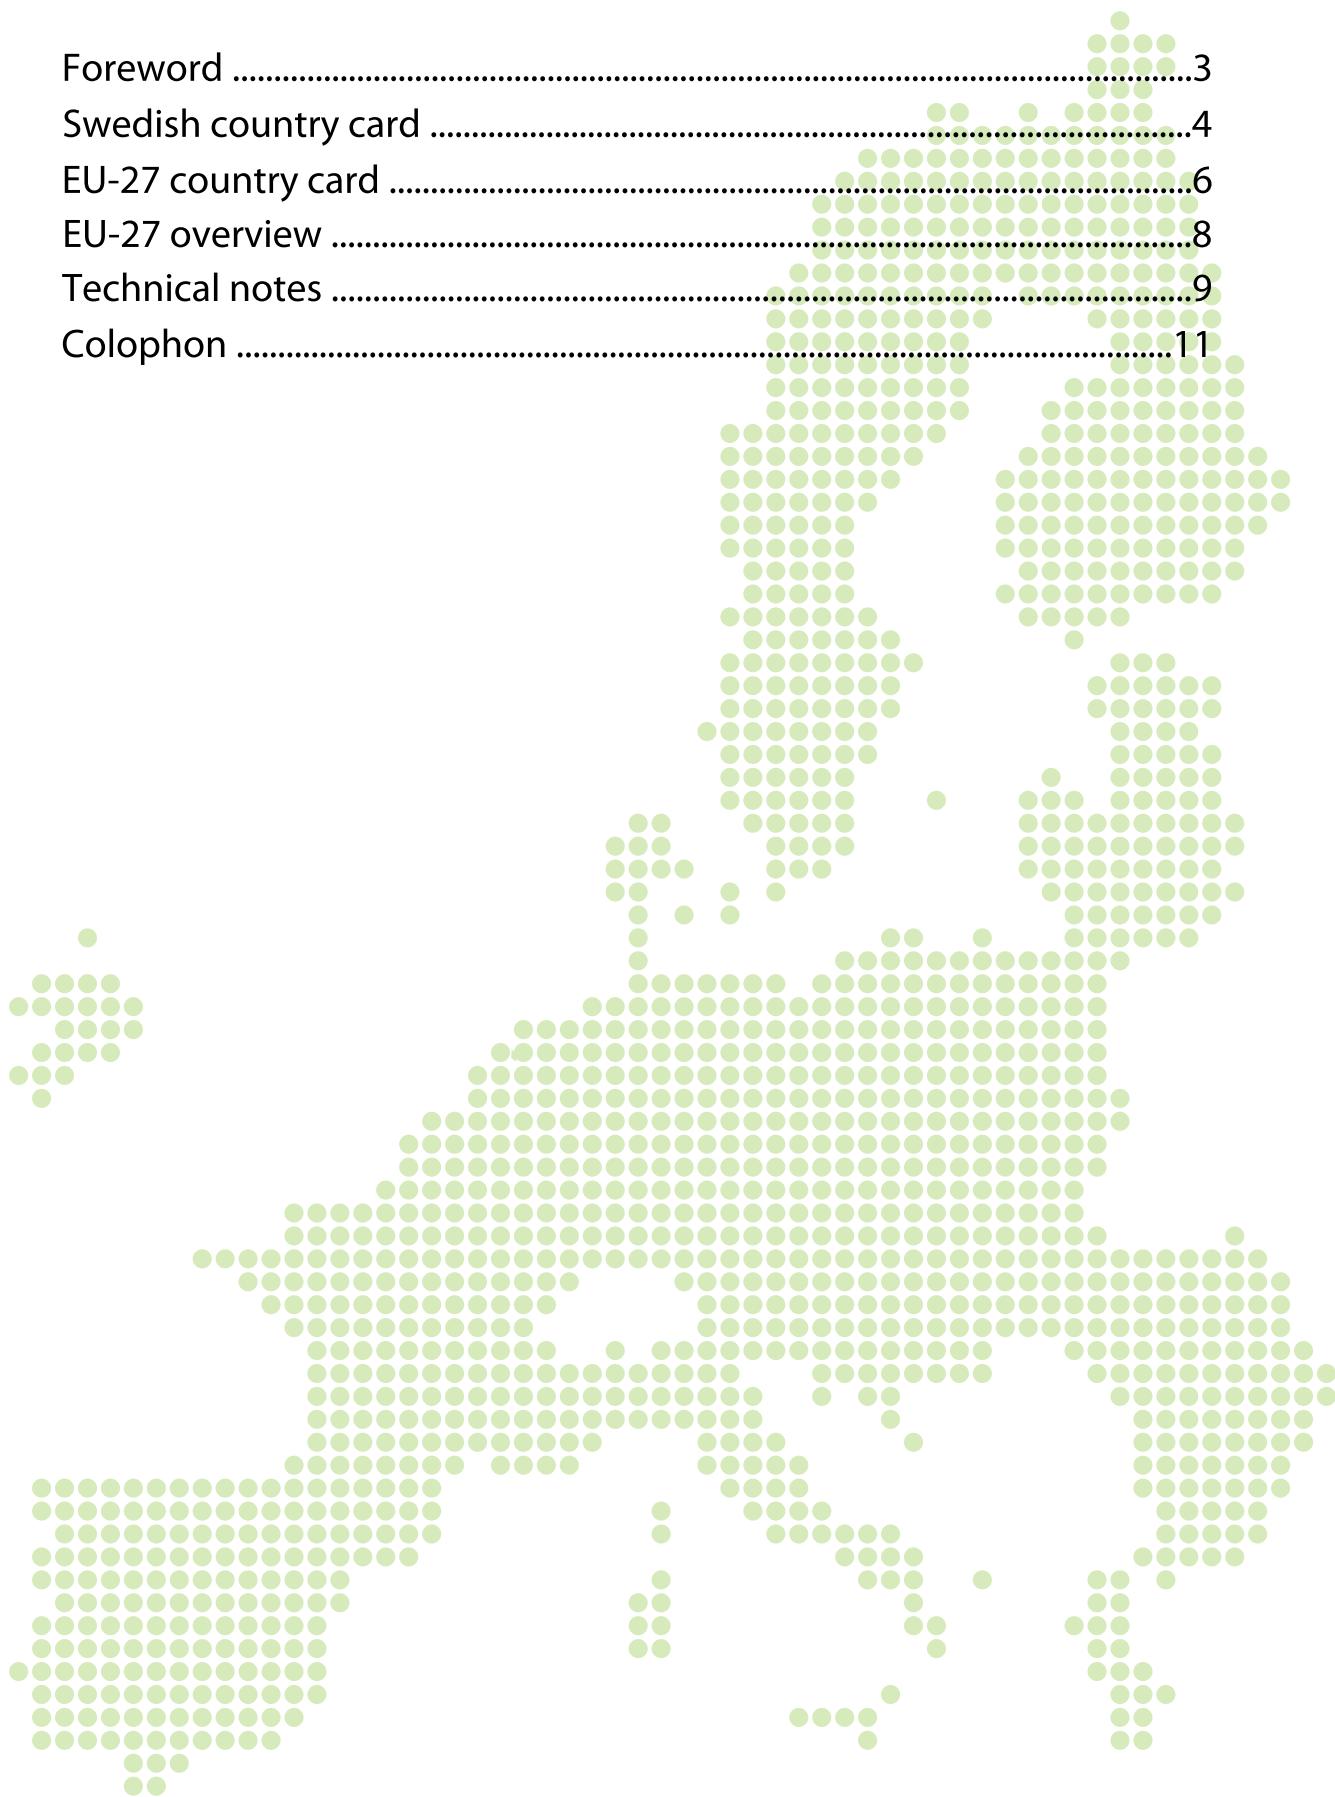 Foreword ........................................................................................................................3
Swedish country card ...............................................................................................4
EU-27 country card ....................................................................................................6
EU-27 overview ...........................................................................................................8
Technical notes ...........................................................................................................9
Colophon ....................................................................................................................11